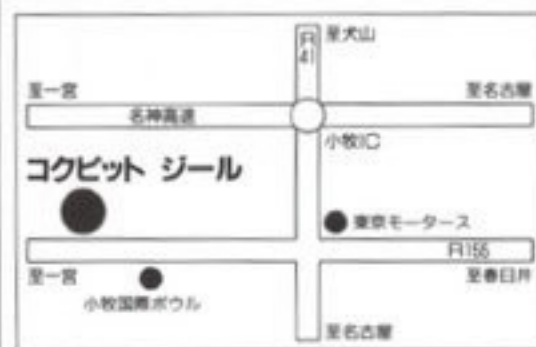 至犬山
R41
至一宮
至名古屋
名神高速
小牧IC
コクピット ジール
東京モータース
R155
至一宮
至春日井
小牧国際ボウル
至名古屋